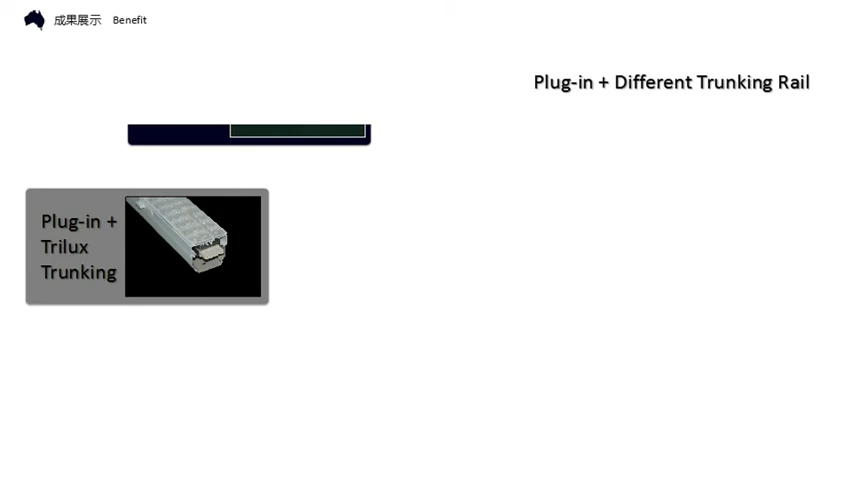 成果展示 Benefit
Plug-in + Different Trunking Rail
Plug-in +
Trilux
Trunking